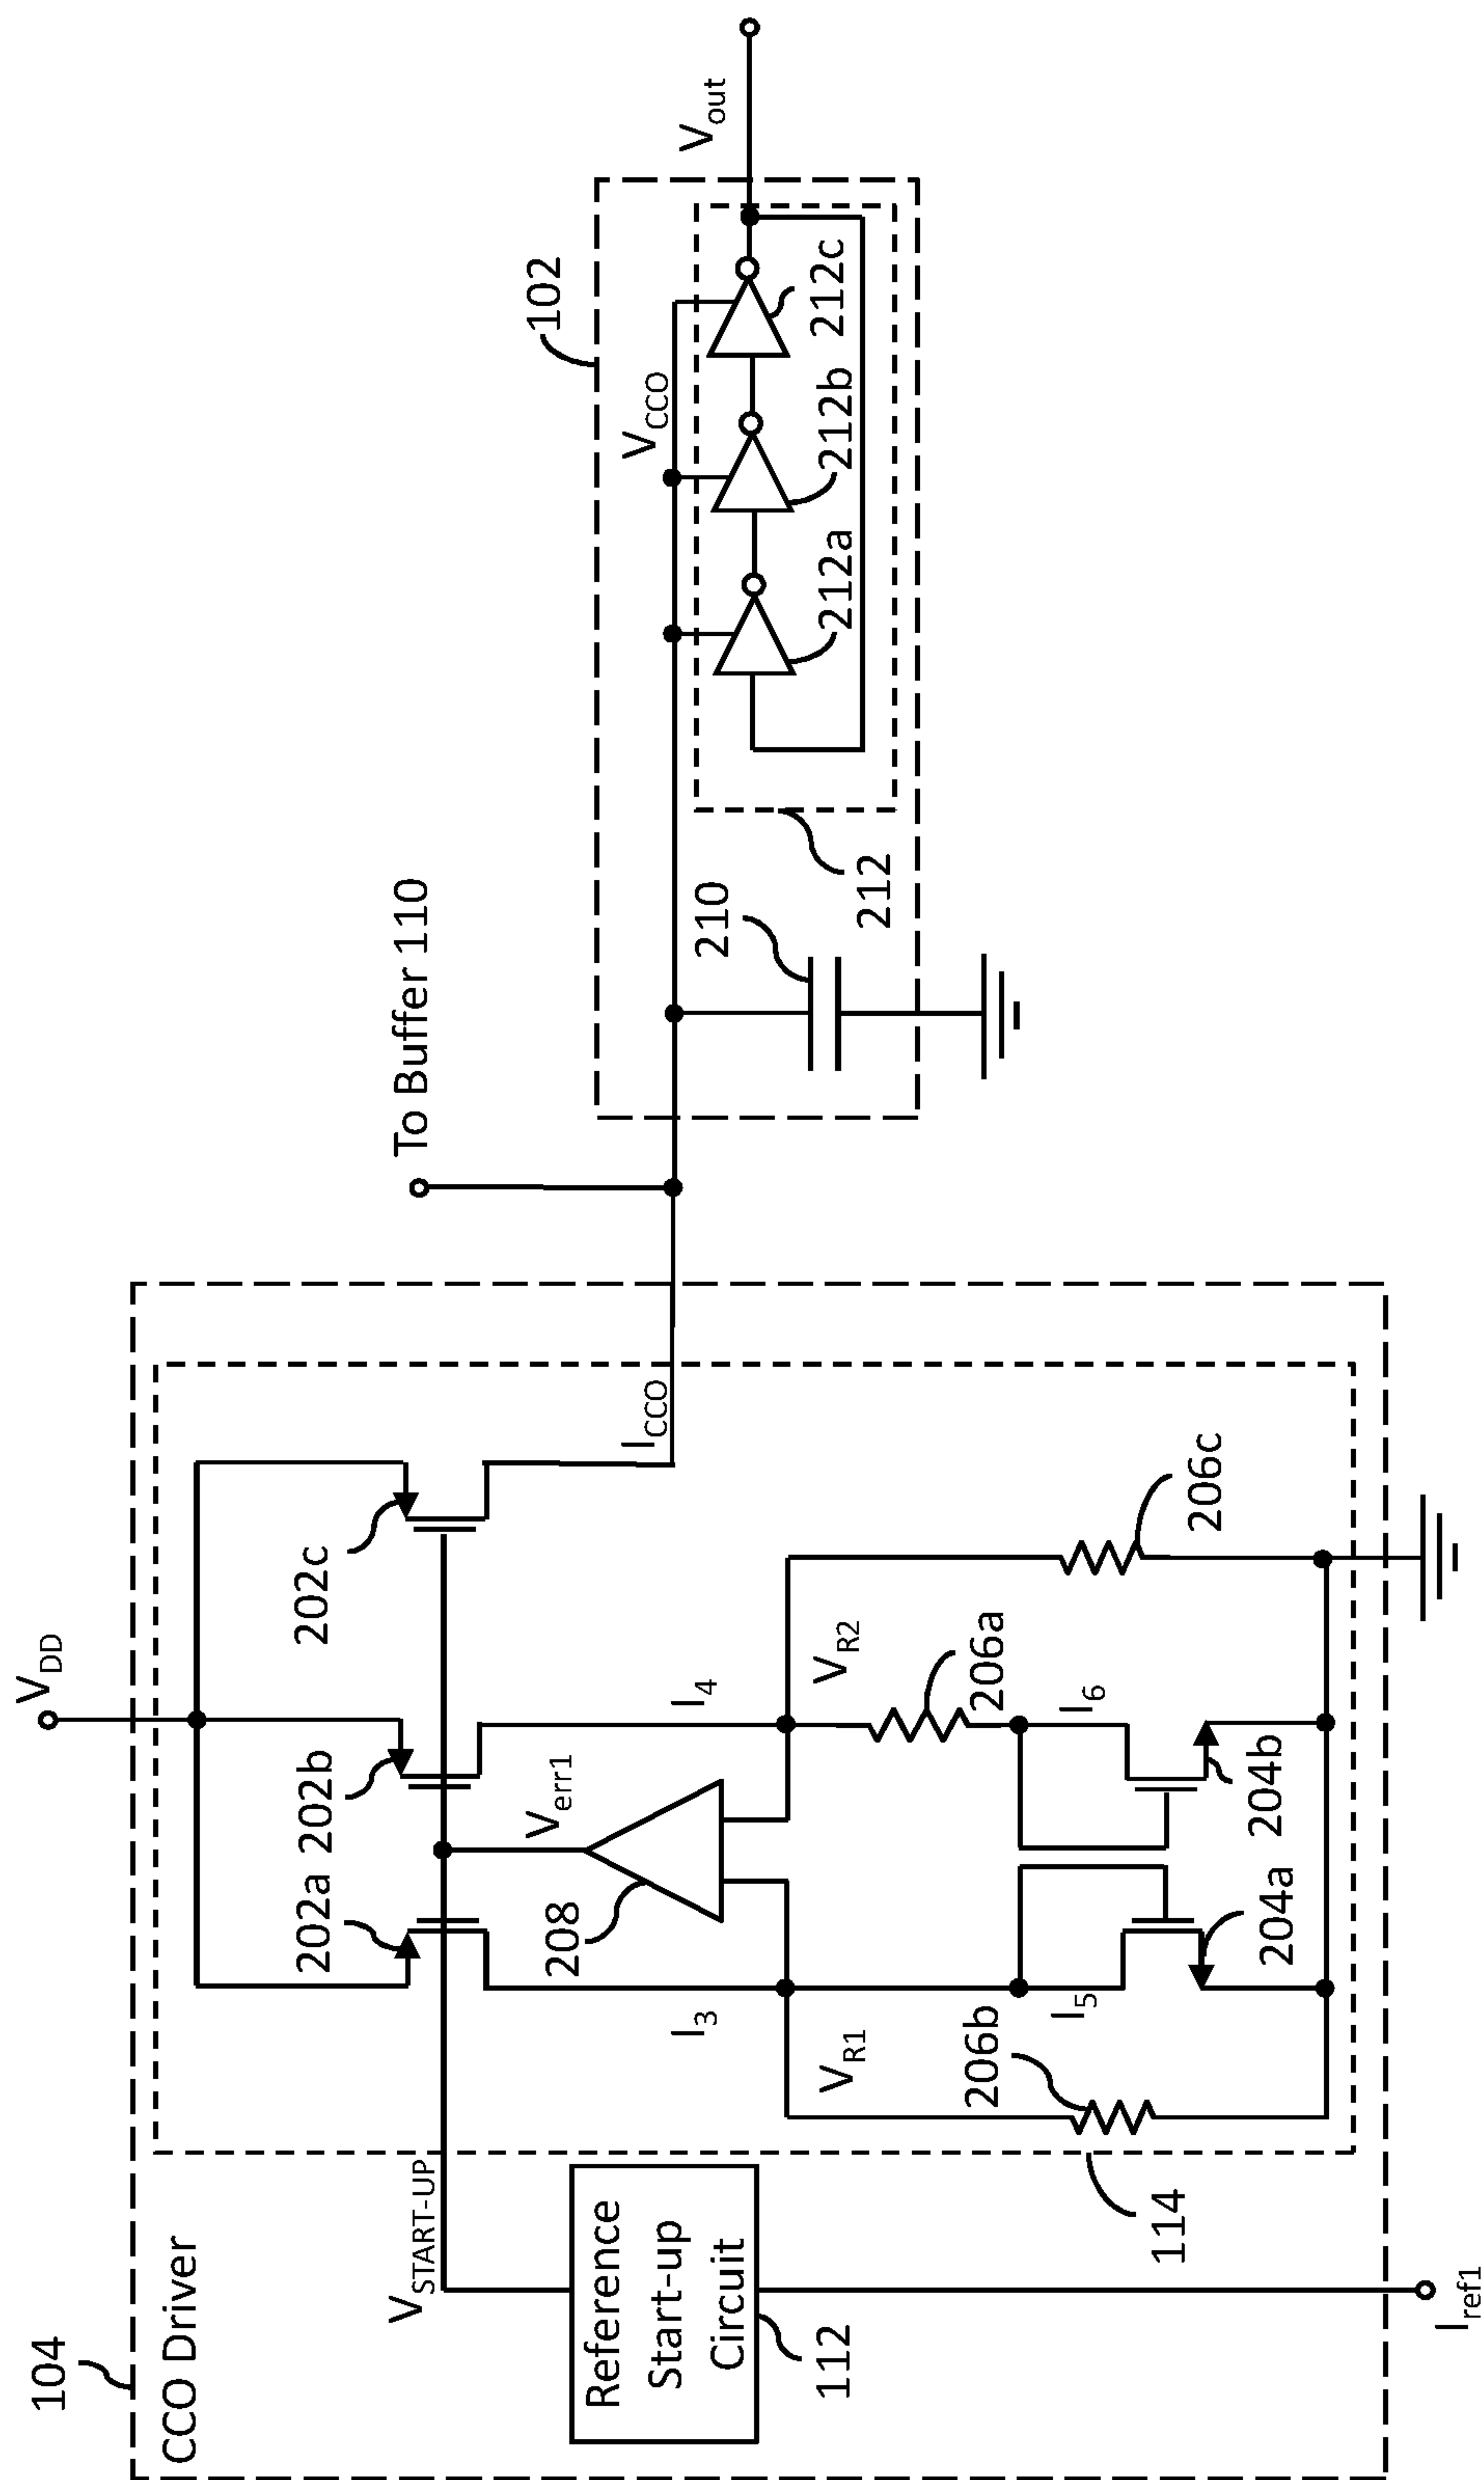 104
CCO Driver
V_DD
V_START-UP
Reference
Start-up
Circuit
112
I_ref1
114
202a
202b
202c
V_err1
208
I_3
I_4
I_CCO
V_R1
V_R2
206b
206a
206c
I_5
I_6
204a
204b
To Buffer 110
102
V_CCO
V_out
210
212
212a
212b
212c